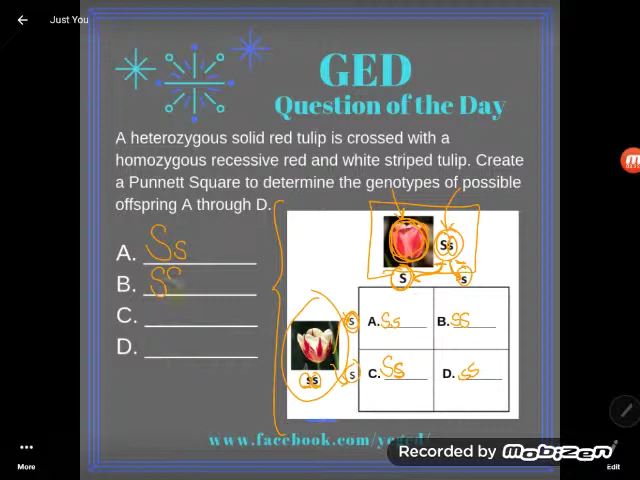 Just You
GED
Question of the Day
A heterozygous solid red tulip is crossed with a
homozygous recessive red and white striped tulip. Create
a Punnett Square to determine the genotypes of possible
offspring A through D.
Ss
S s
A. Ss
B. ss
C.
D.
s A. Ss B. ss
s C. Ss D. ss
ss
www.facebook.com/ycged/
Recorded by
MOBIZEN
More
Edit